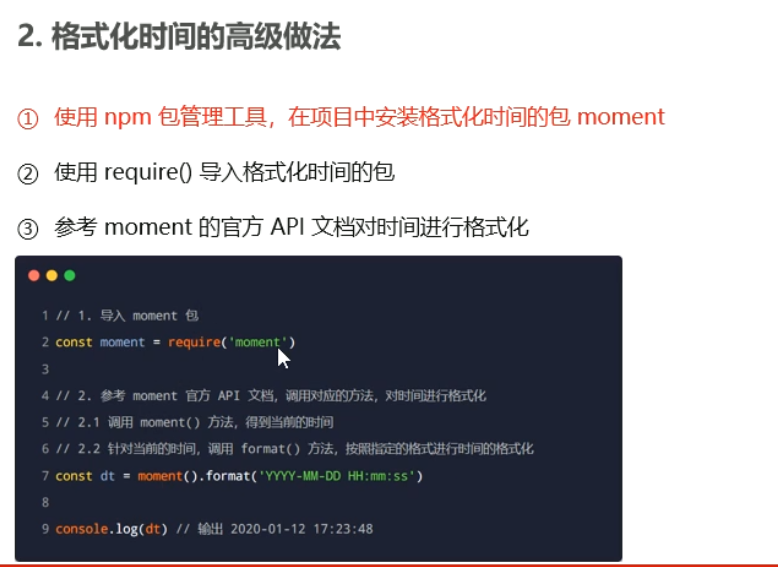 2. 格式化时间的高级做法
① 使用 npm 包管理工具，在项目中安装格式化时间的包 moment
② 使用 require() 导入格式化时间的包
③ 参考 moment 的官方 API 文档对时间进行格式化
1 // 1. 导入 moment 包
2 const moment = require('moment')
3
4 // 2. 参考 moment 官方 API 文档，调用对应的方法，对时间进行格式化
5 // 2.1 调用 moment() 方法，得到当前的时间
6 // 2.2 针对当前的时间，调用 format() 方法，按照指定的格式进行时间的格式化
7 const dt = moment().format('YYYY-MM-DD HH:mm:ss')
8
9 console.log(dt) // 输出 2020-01-12 17:23:48